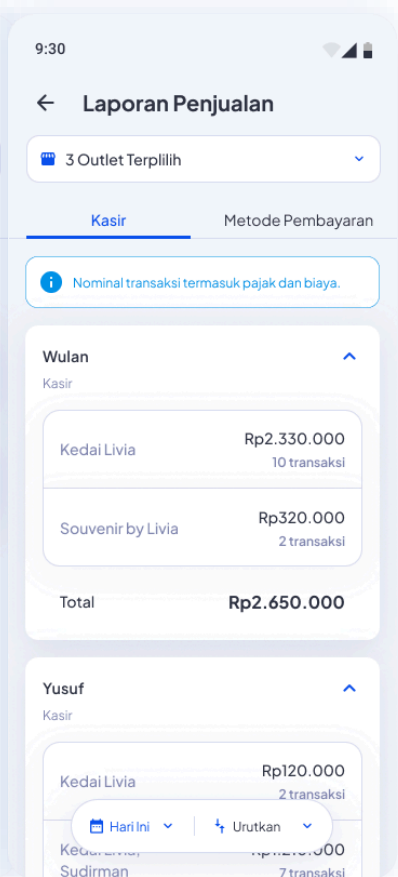 9:30
Laporan Penjualan
3 Outlet Terplilih
Kasir
Metode Pembayaran
Nominal transaksi termasuk pajak dan biaya.
Wulan
Kasir
Kedai Livia
Rp2.330.000
10 transaksi
Souvenir by Livia
Rp320.000
2 transaksi
Total
Rp2.650.000
Yusuf
Kasir
Kedai Livia
Rp120.000
2 transaksi
Hari Ini
Urutkan
Sudirman
7 transaksi